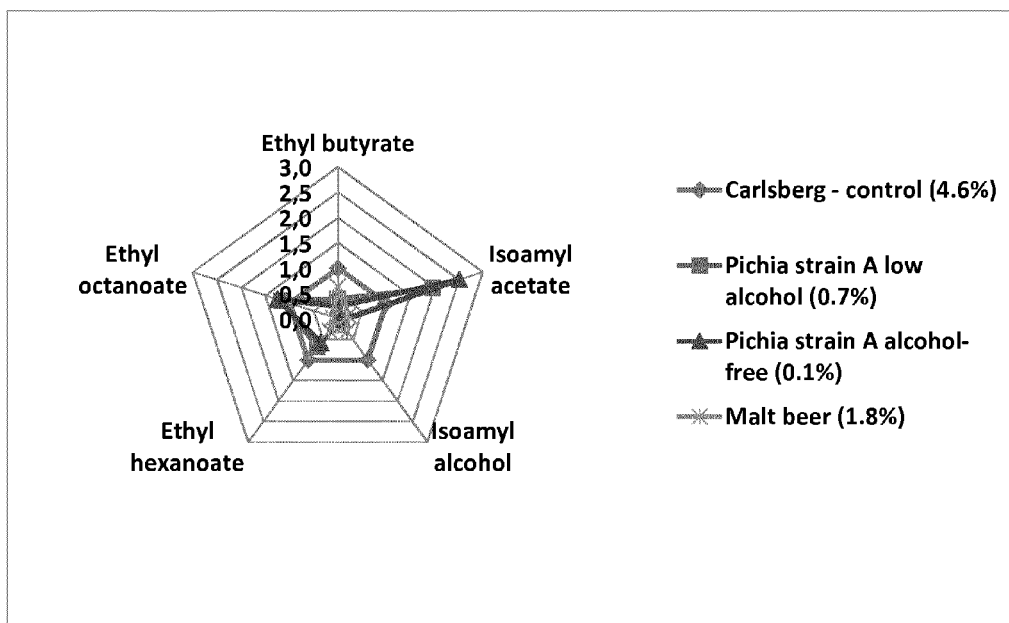 Ethyl butyrate
3,0
2,5
2,0
1,5
1,0
0,5
0,0
Isoamyl
acetate
Isoamyl
alcohol
Ethyl
hexanoate
Ethyl
octanoate
Carlsberg - control (4.6%)
Pichia strain A low
alcohol (0.7%)
Pichia strain A alcohol-
free (0.1%)
Malt beer (1.8%)